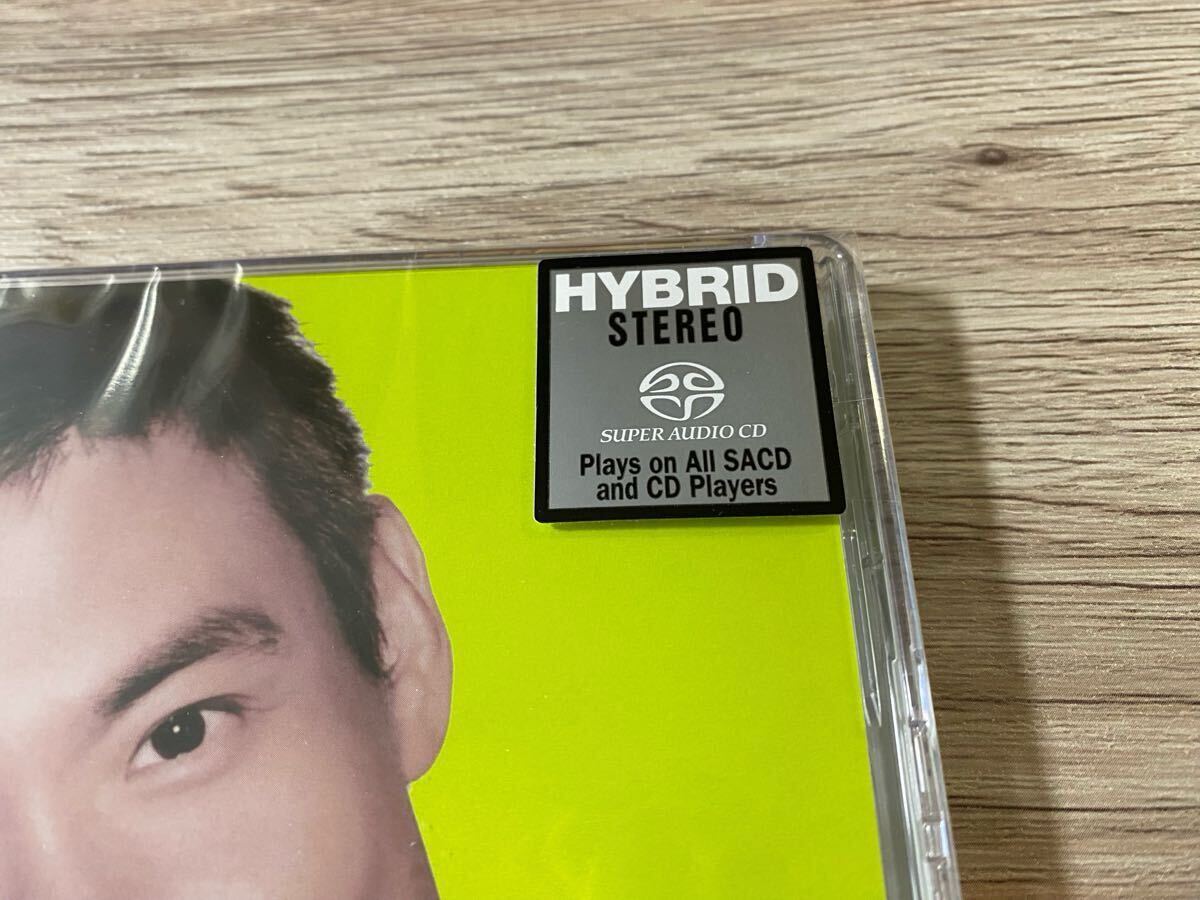 HYBRID
STEREO
SUPER AUDIO CD
Plays on All SACD
and CD Players